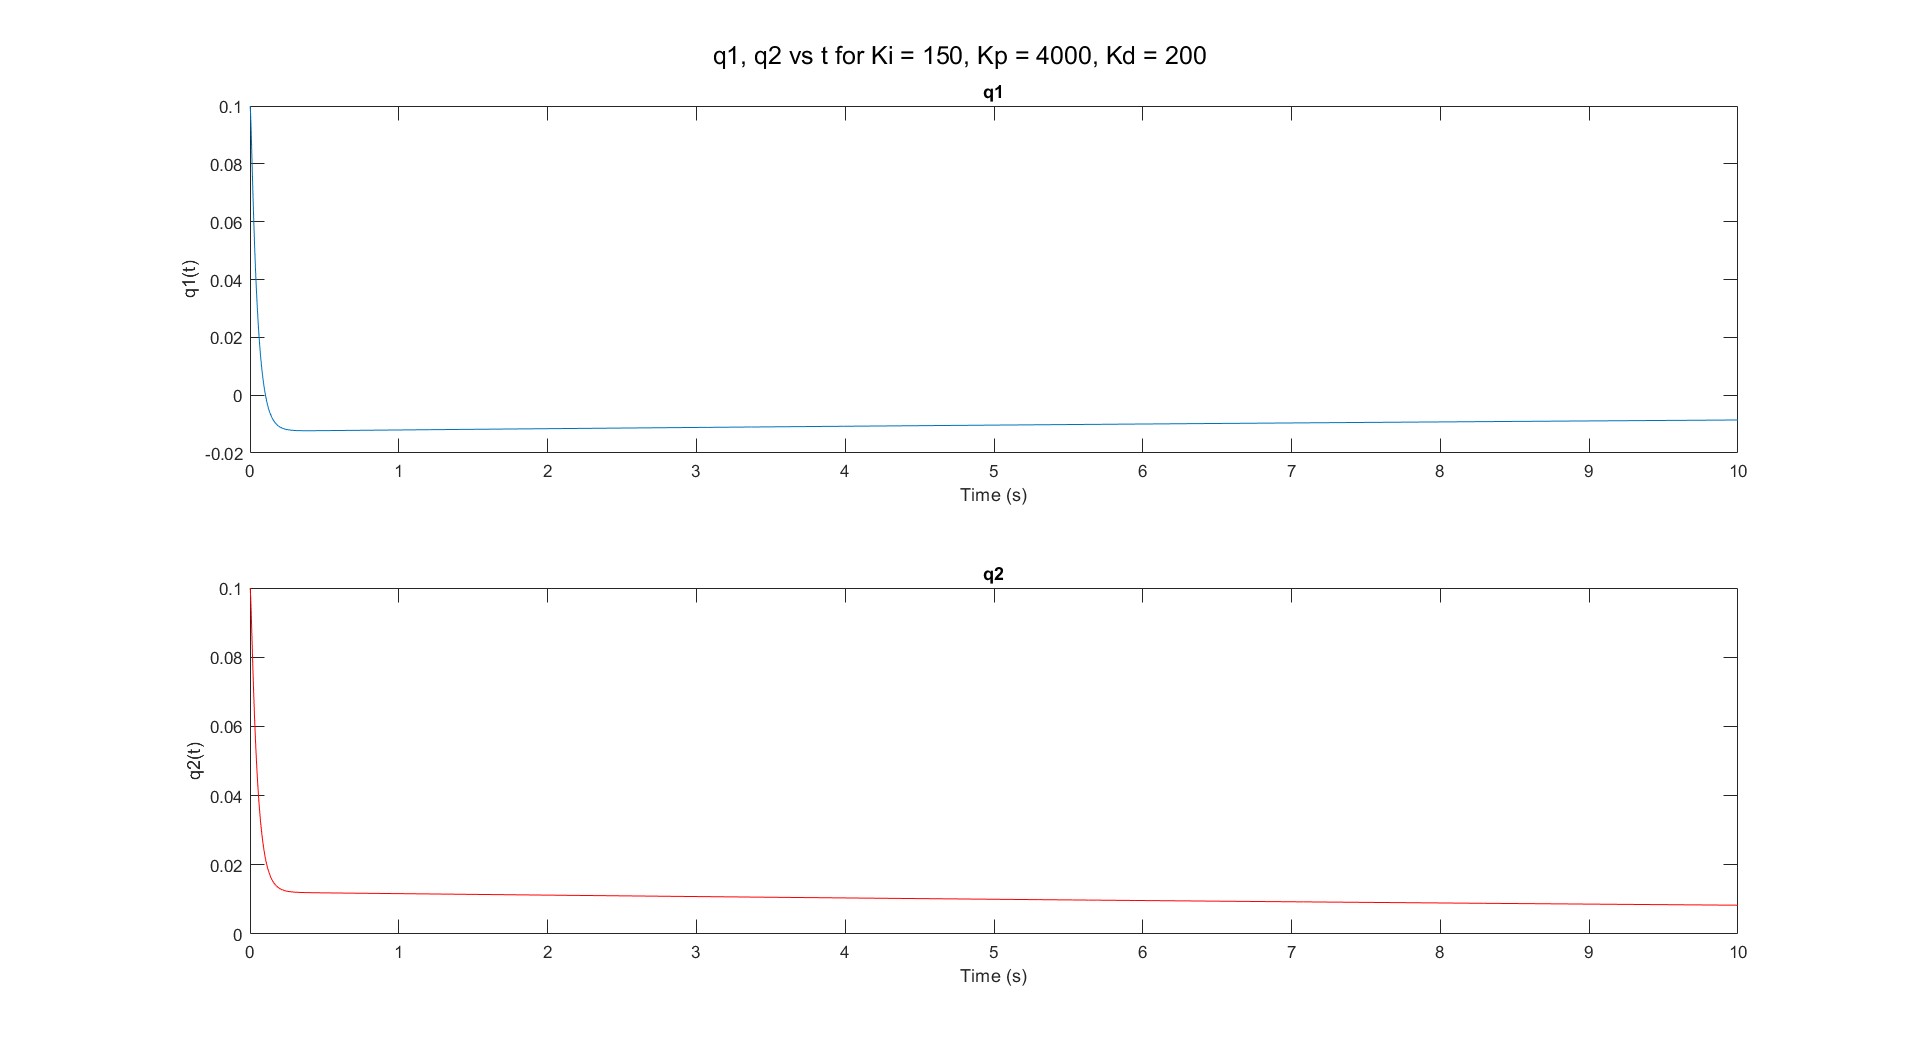 q1, q2 vs t for Ki = 150, Kp = 4000, Kd = 200
q1
0.1
0.08
0.06
0.04
0.02
0
-0.02
q1(t)
0 1 2 3 4 5 6 7 8 9 10
Time (s)
q2
0.1
0.08
0.06
0.04
0.02
0
q2(t)
0 1 2 3 4 5 6 7 8 9 10
Time (s)